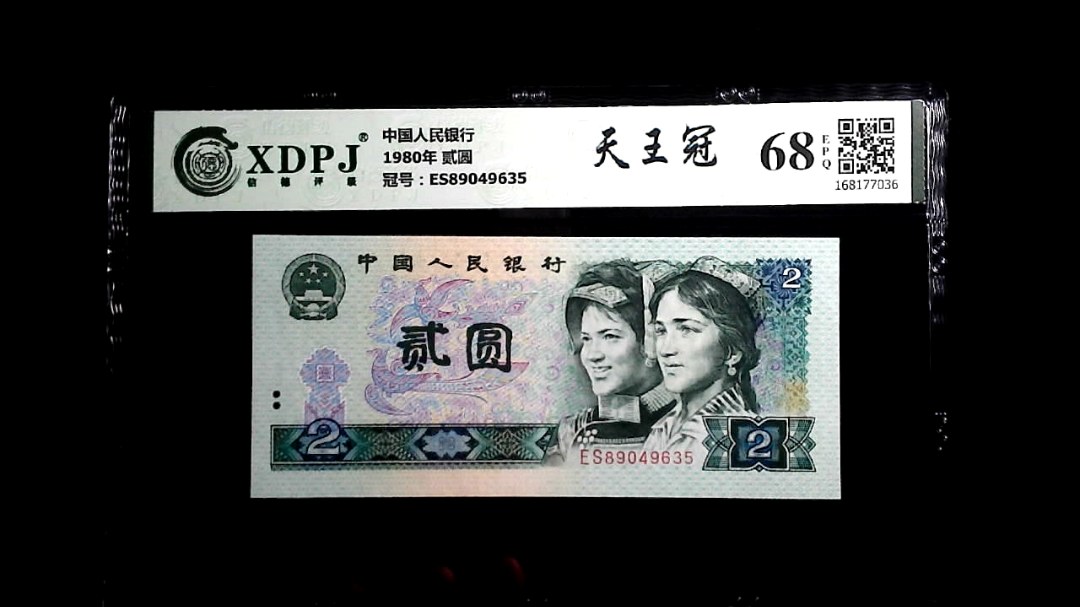 XDPJ®
信德评级
中国人民银行
1980年 贰圆
冠号：ES89049635
天王冠
68
EPQ
168177036
中国人民银行
2
贰圆
2
2
ES89049635